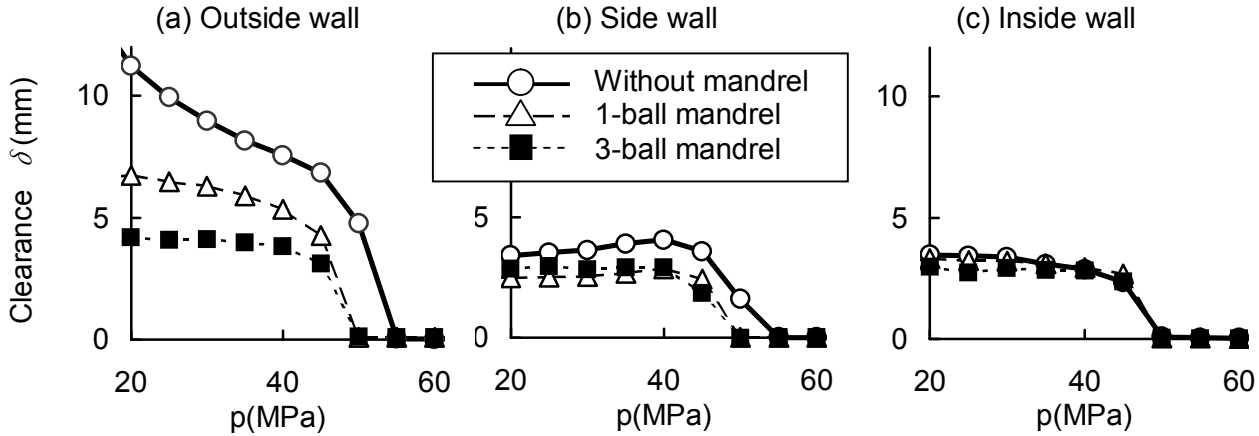 (a) Outside wall
(b) Side wall
(c) Inside wall
Without mandrel
1-ball mandrel
3-ball mandrel
Clearance δ (mm)
10
5
0
20
40
60
p(MPa)
5
0
20
40
60
p(MPa)
10
5
0
20
40
60
p(MPa)